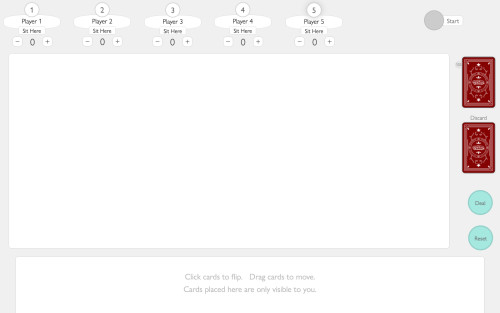 1 2 3 4 5
Player 1 Player 2 Player 3 Player 4 Player 5 Start
Sit Here Sit Here Sit Here Sit Here Sit Here
− 0 + − 0 + − 0 + − 0 + − 0 +
Discard
Deal
Reset
Click cards to flip. Drag cards to move.
Cards placed here are only visible to you.